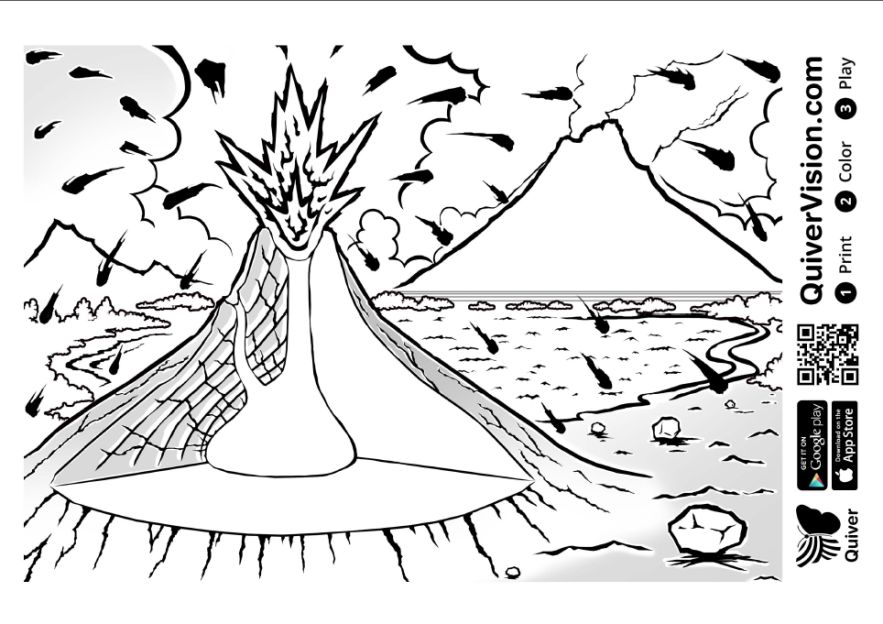 QuiverVision.com
1 Print 2 Color 3 Play
GET IT ON
Google play
Download on the
App Store
Quiver